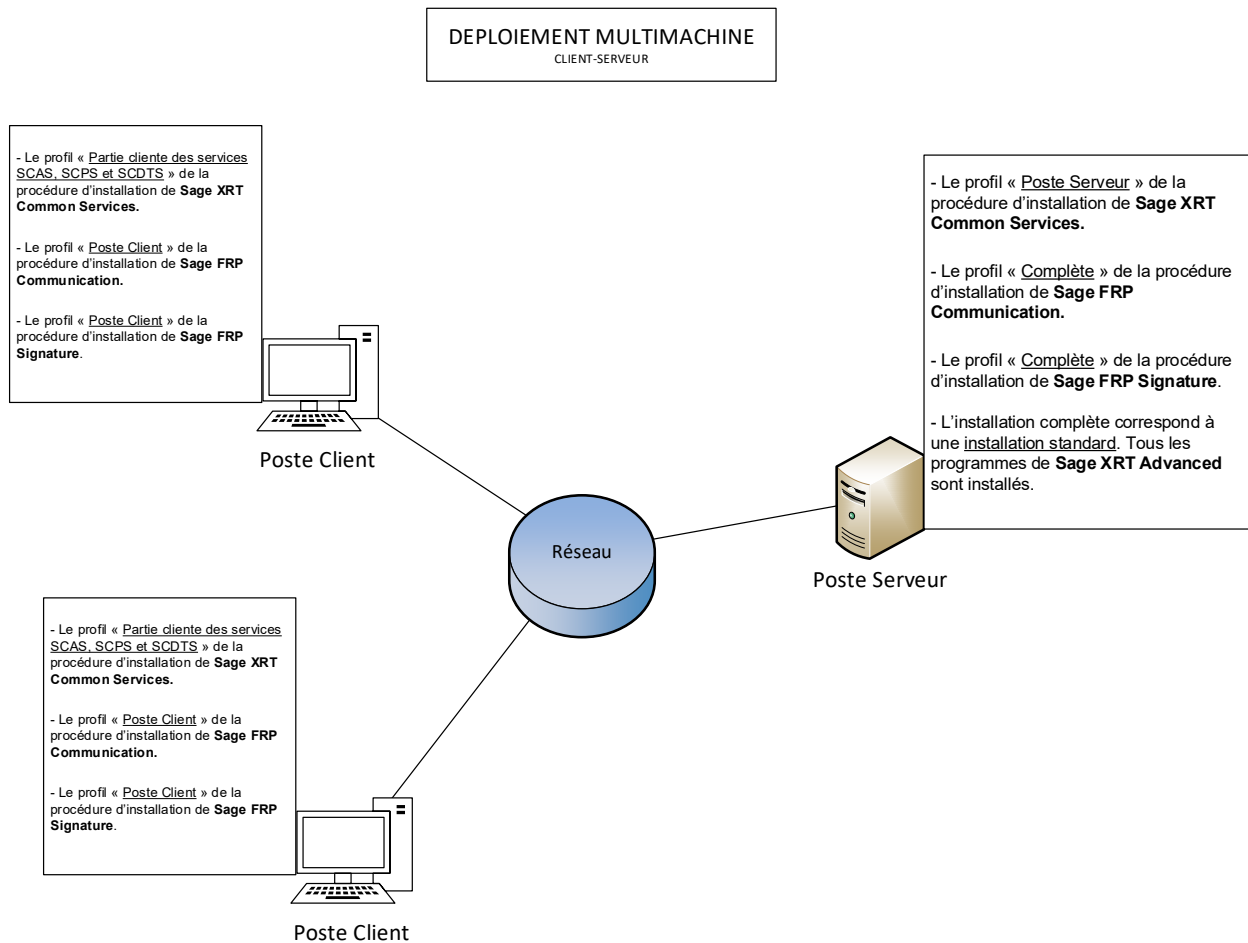 DEPLOIEMENT MULTIMACHINE
CLIENT-SERVEUR
- Le profil « Partie cliente des services
SCAS, SCPS et SCDTS » de la
procédure d'installation de Sage XRT
Common Services.
- Le profil « Poste Client » de la
procédure d'installation de Sage FRP
Communication.
- Le profil « Poste Client » de la
procédure d'installation de Sage FRP
Signature.
Poste Client
- Le profil « Poste Serveur » de la
procédure d'installation de Sage XRT
Common Services.
- Le profil « Complète » de la procédure
d'installation de Sage FRP
Communication.
- Le profil « Complète » de la procédure
d'installation de Sage FRP Signature.
- L'installation complète correspond à
une installation standard. Tous les
programmes de Sage XRT Advanced
sont installés.
Poste Serveur
Réseau
- Le profil « Partie cliente des services
SCAS, SCPS et SCDTS » de la
procédure d'installation de Sage XRT
Common Services.
- Le profil « Poste Client » de la
procédure d'installation de Sage FRP
Communication.
- Le profil « Poste Client » de la
procédure d'installation de Sage FRP
Signature.
Poste Client